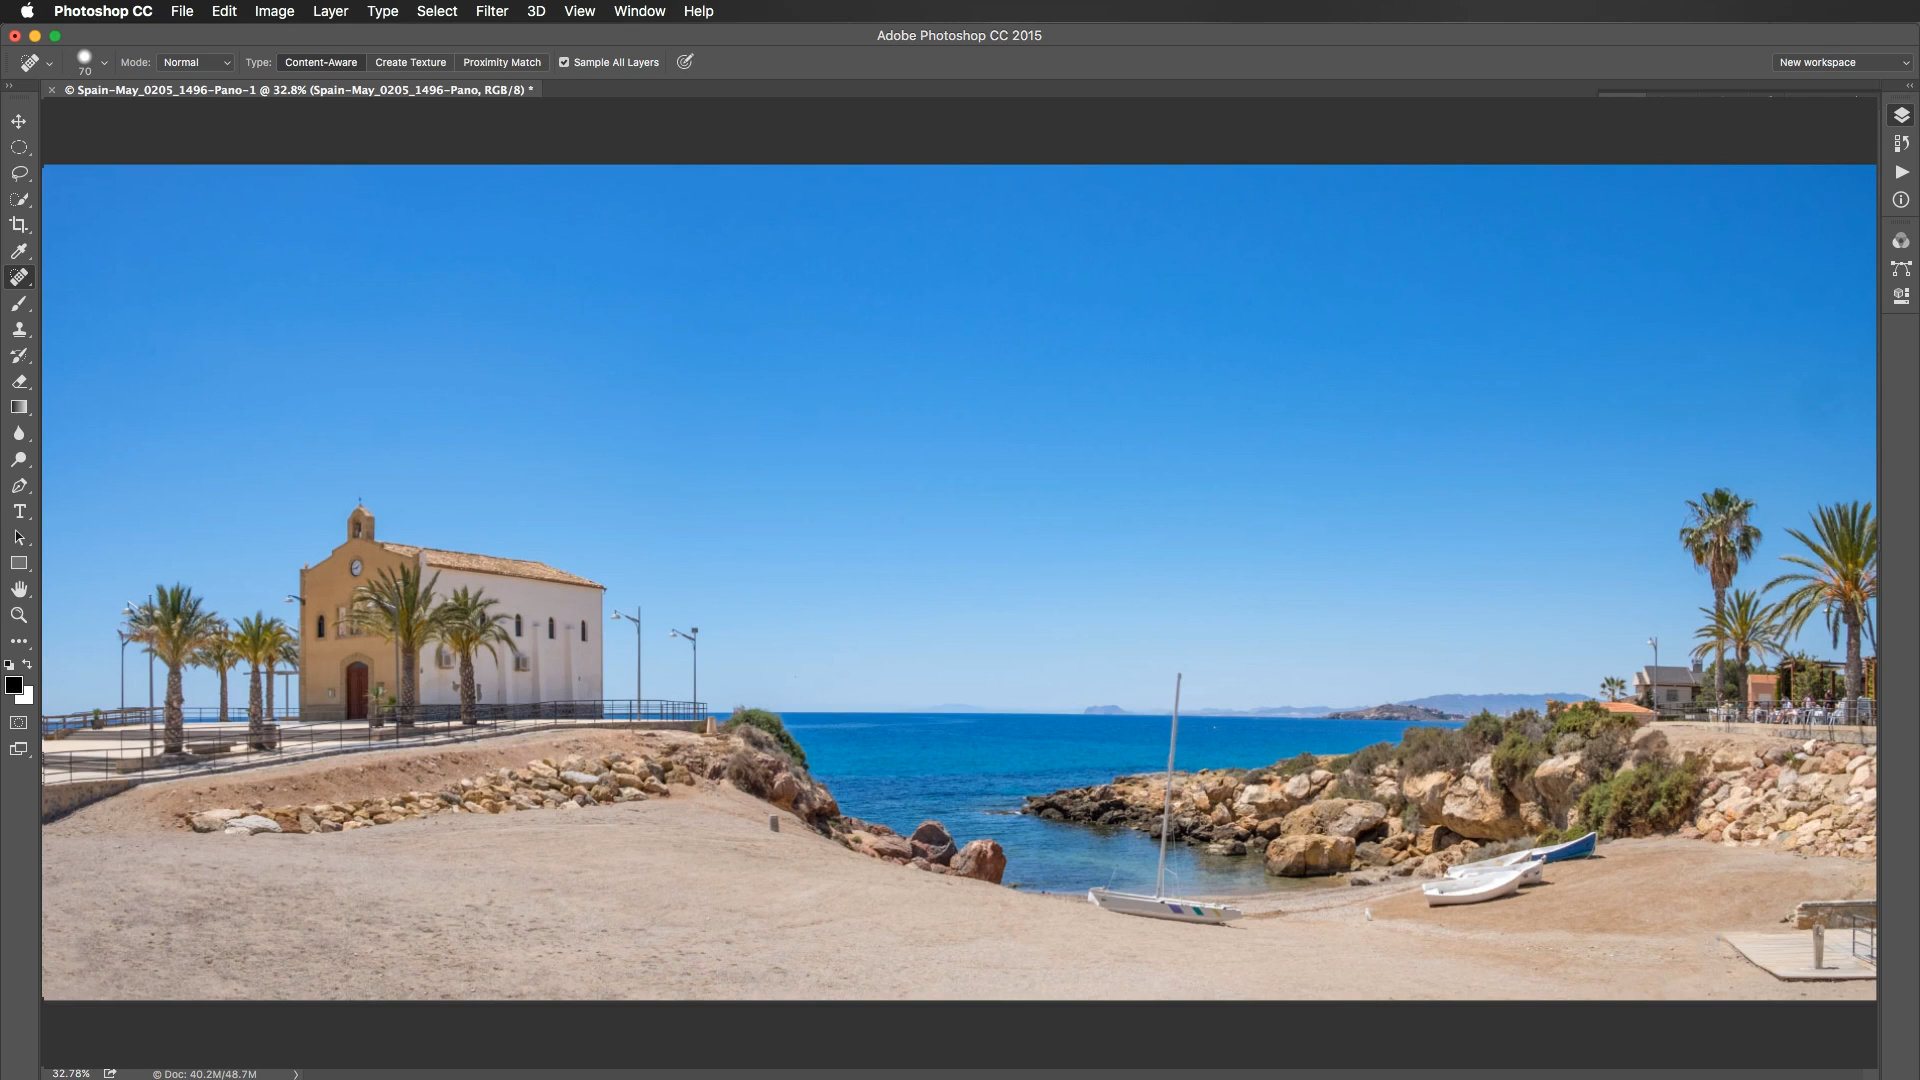 Photoshop CC File Edit Image Layer Type Select Filter 3D View Window Help
Adobe Photoshop CC 2015
70 Mode: Normal Type: Content-Aware Create Texture Proximity Match Sample All Layers New workspace
© Spain-May_0205_1496-Pano-1 @ 32.8% (Spain-May_0205_1496-Pano, RGB/8) *
32.78% © Doc: 40.2M/48.7M